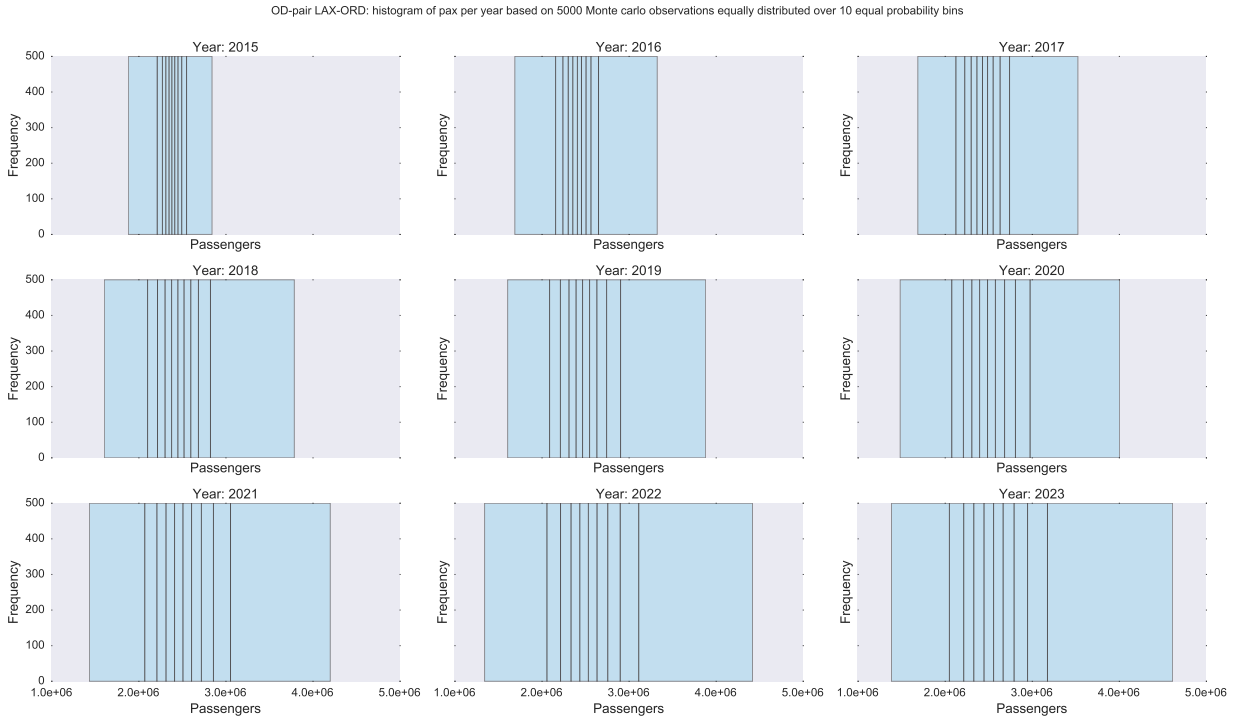 OD-pair LAX-ORD: histogram of pax per year based on 5000 Monte carlo observations equally distributed over 10 equal probability bins
Year: 2015
Year: 2016
Year: 2017
500
400
300
200
100
0
Frequency
Frequency
Frequency
Passengers
Passengers
Passengers
Year: 2018
Year: 2019
Year: 2020
500
400
300
200
100
0
Frequency
Frequency
Frequency
Passengers
Passengers
Passengers
Year: 2021
Year: 2022
Year: 2023
500
400
300
200
100
0
Frequency
Frequency
Frequency
1.0e+06 2.0e+06 3.0e+06 4.0e+06 5.0e+06
1.0e+06 2.0e+06 3.0e+06 4.0e+06 5.0e+06
1.0e+06 2.0e+06 3.0e+06 4.0e+06 5.0e+06
Passengers
Passengers
Passengers